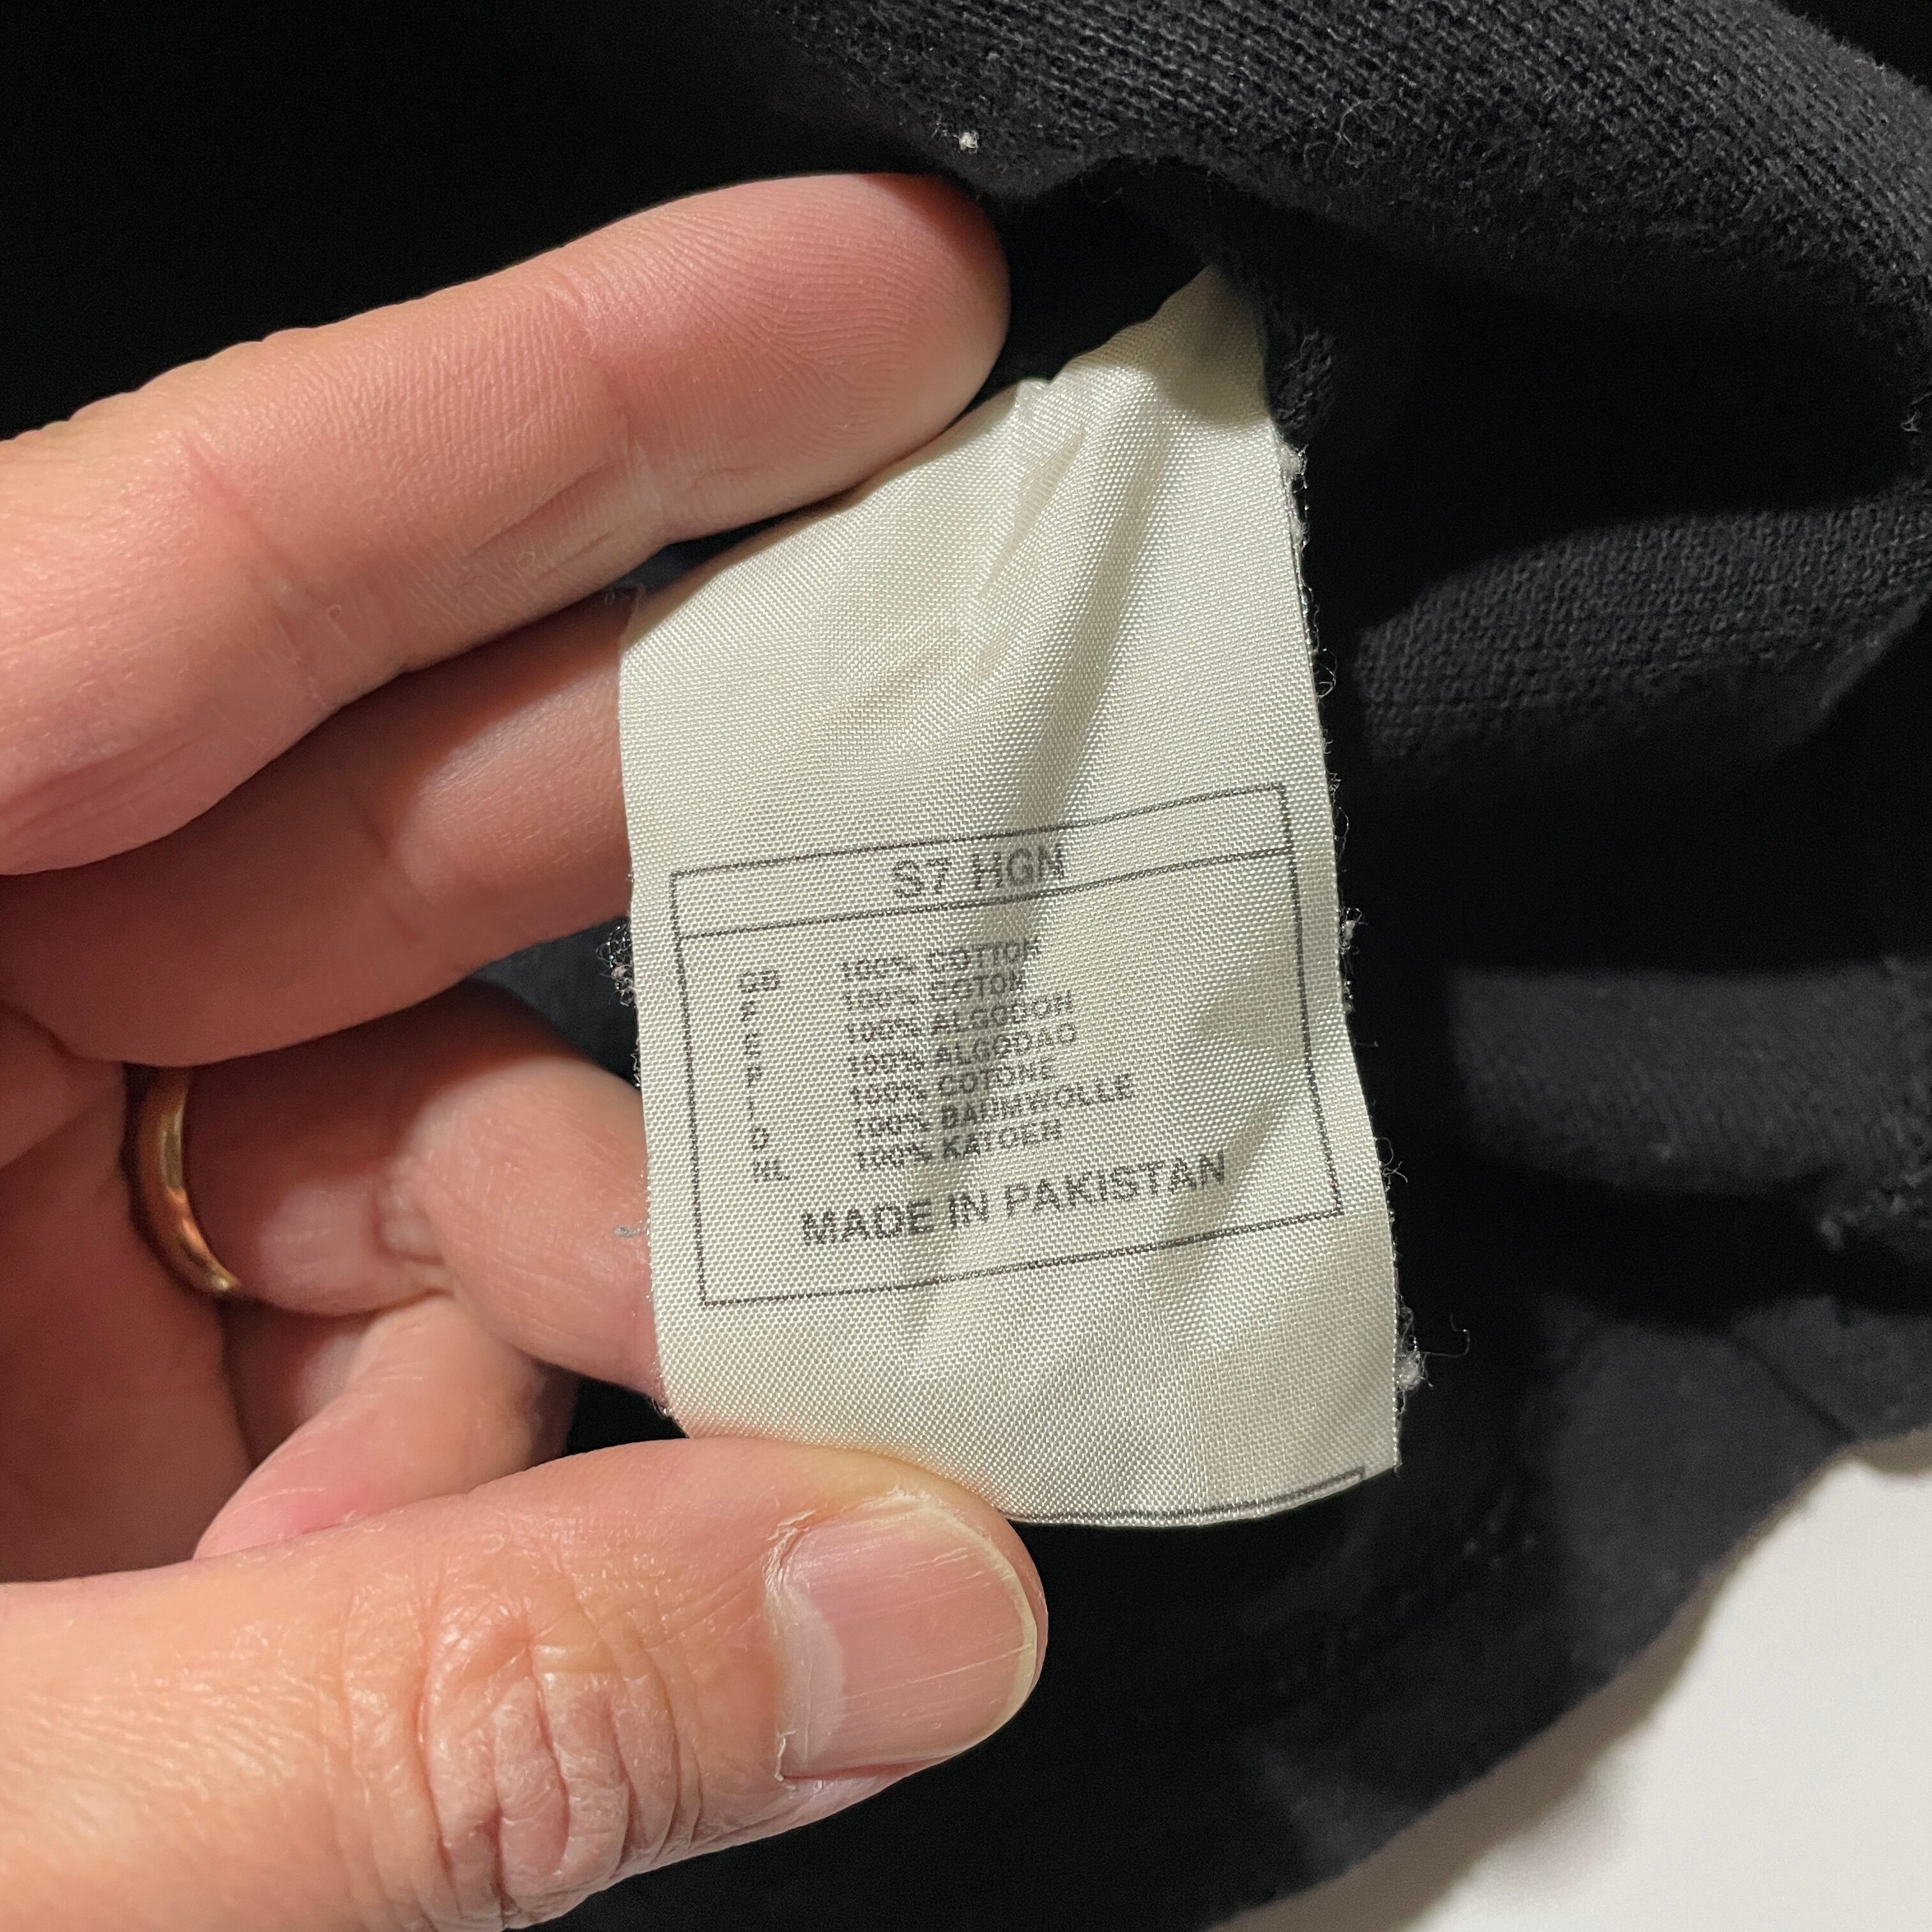 S7 HGN
GB 100% COTTON
F 100% COTON
E 100% ALGODON
P 100% ALGODAO
I 100% COTONE
D 100% BAUMWOLLE
NL 100% KATOEN
MADE IN PAKISTAN